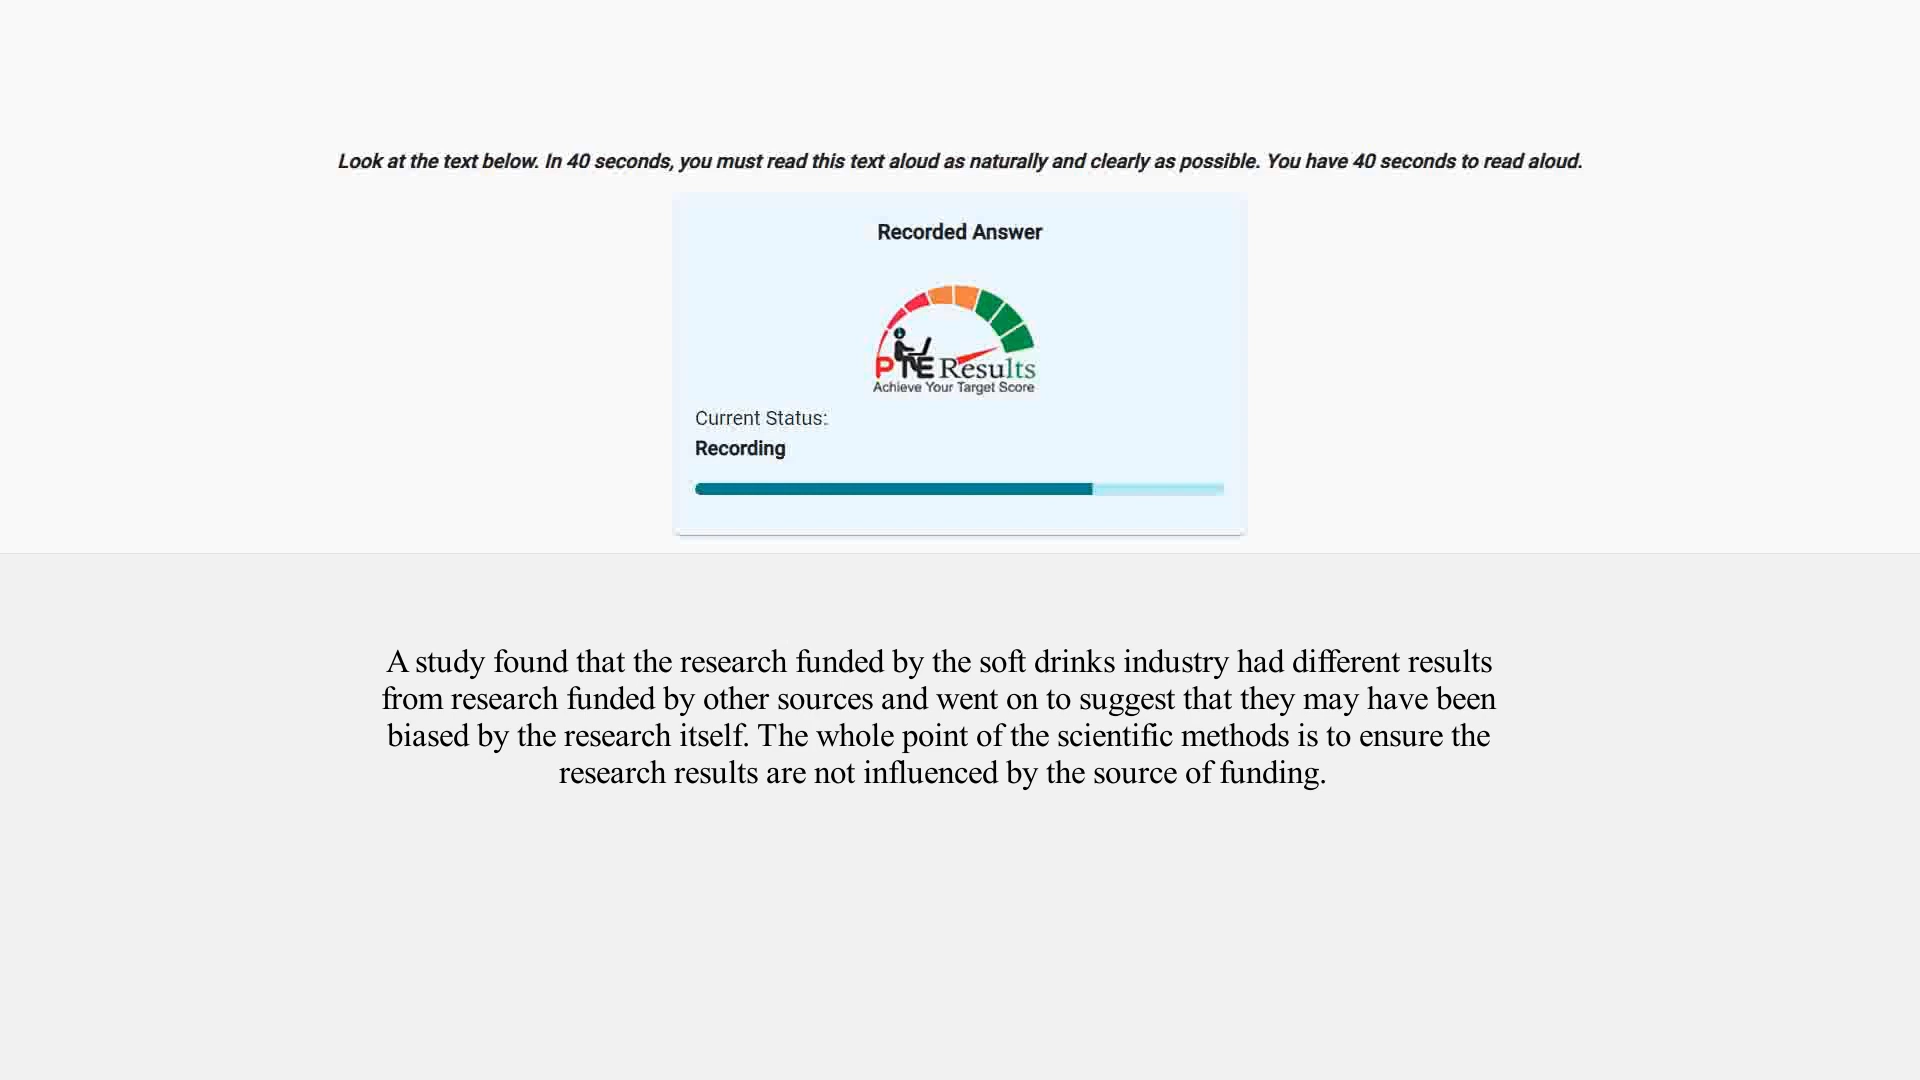 Look at the text below. In 40 seconds, you must read this text aloud as naturally and clearly as possible. You have 40 seconds to read aloud.
Recorded Answer
PTE Results
Achieve Your Target Score
Current Status:
Recording
A study found that the research funded by the soft drinks industry had different results
from research funded by other sources and went on to suggest that they may have been
biased by the research itself. The whole point of the scientific methods is to ensure the
research results are not influenced by the source of funding.